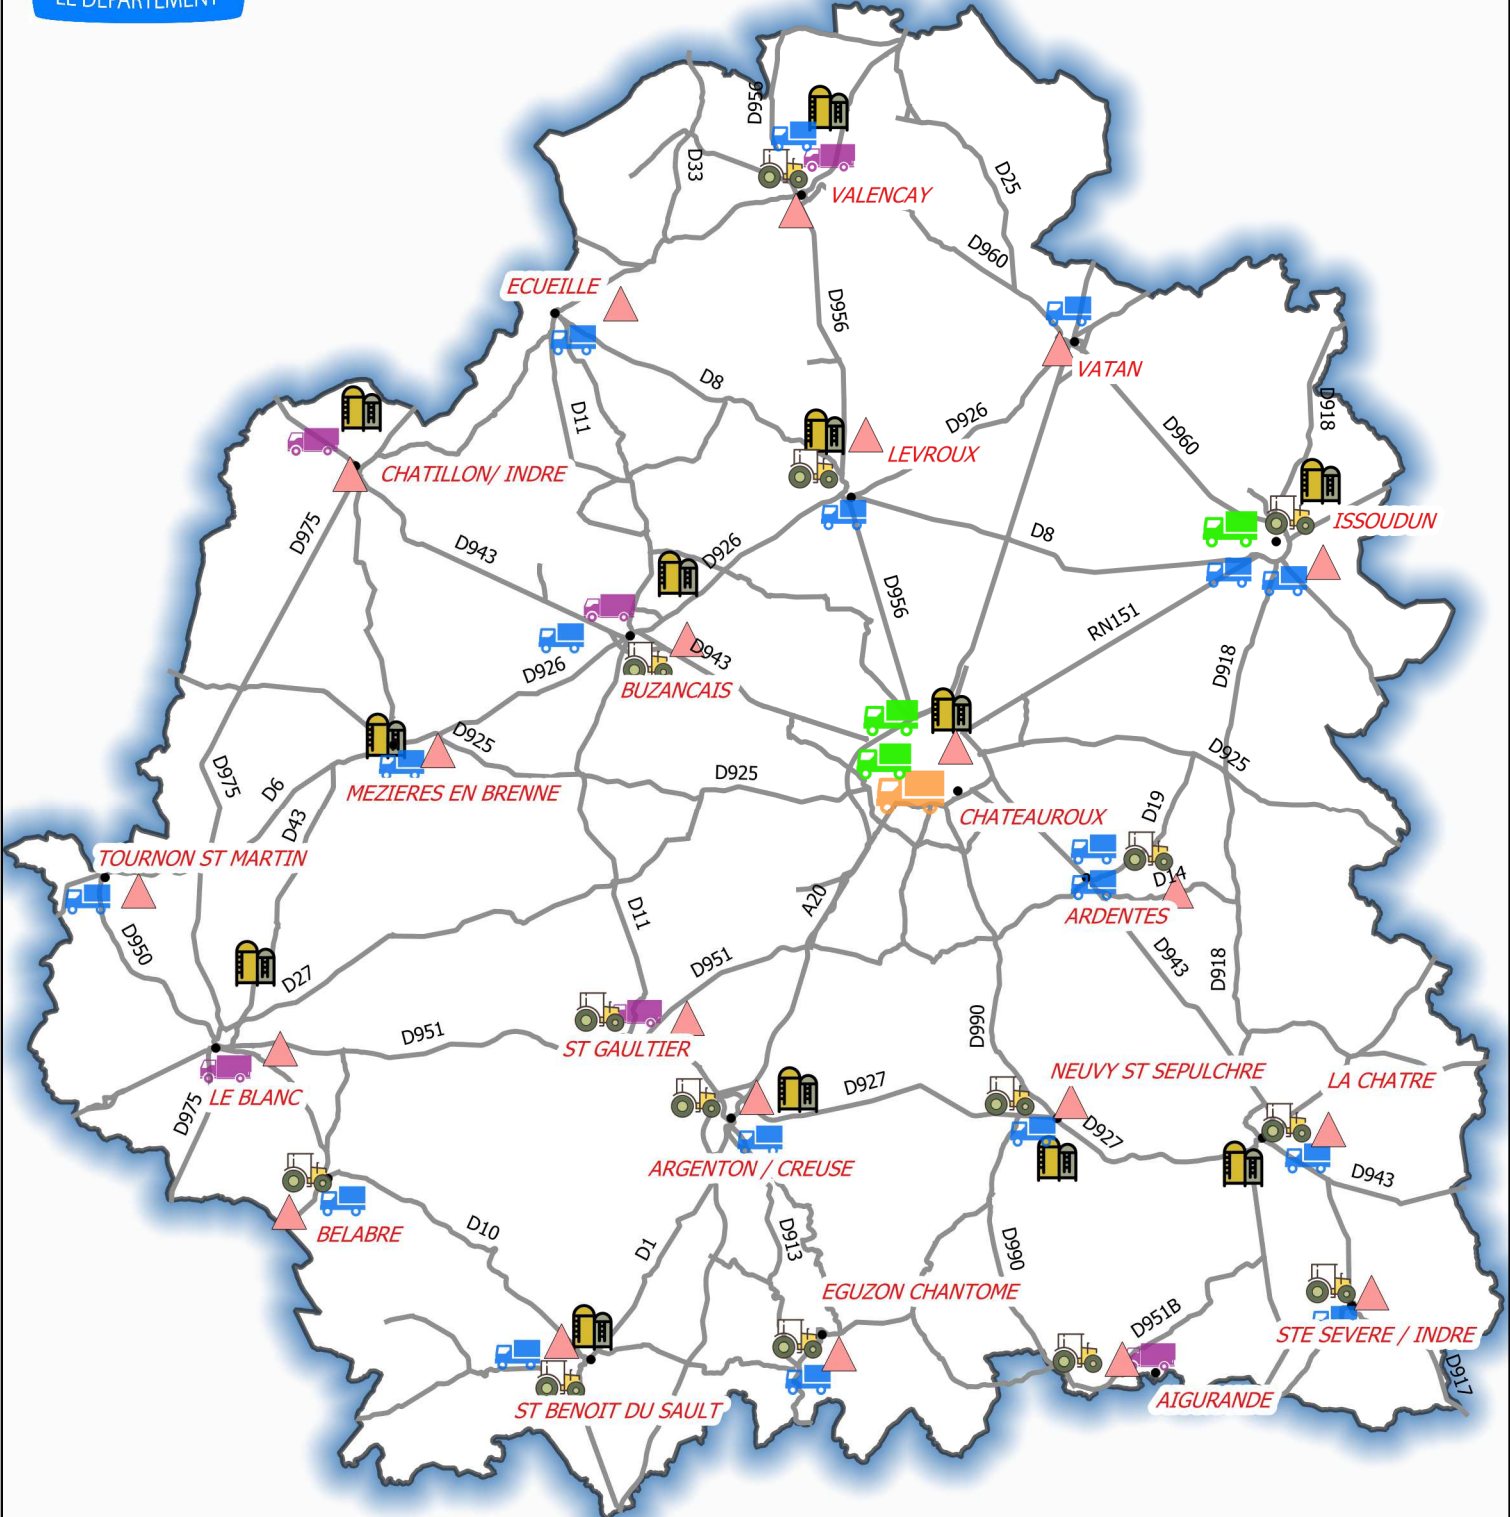 LE DÉPARTEMENT
D956
D33
VALENCAY
D25
D960
ECUEILLE
D956
VATAN
D8
D11
D926
D960
D918
LEVROUX
CHATILLON/ INDRE
ISSOUDUN
D975
D943
D926
D8
D956
RN151
D943
D926
D918
BUZANCAIS
D925
D925
D975
D6
D925
MEZIERES EN BRENNE
D43
CHATEAUROUX
D19
TOURNON ST MARTIN
D14
A20
D11
ARDENTES
D950
D951
D943
D918
D27
D951
D990
ST GAULTIER
NEUVY ST SEPULCHRE
LA CHATRE
D927
LE BLANC
D975
D927
ARGENTON / CREUSE
D943
D10
BELABRE
D1
D913
D990
EGUZON CHANTOME
D951B
STE SEVERE / INDRE
D917
AIGURANDE
ST BENOIT DU SAULT